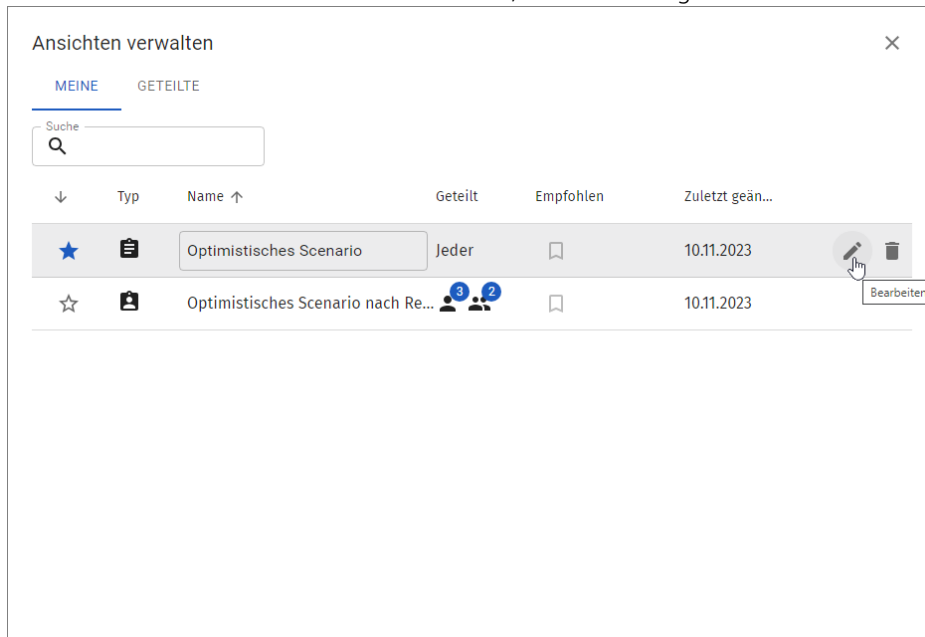 Ansichten verwalten
MEINE GETEILTE
Suche
Typ Name Geteilt Empfohlen Zuletzt geän...
Optimistisches Scenario Jeder 10.11.2023
3 2
Optimistisches Scenario nach Re... 10.11.2023
Bearbeiten